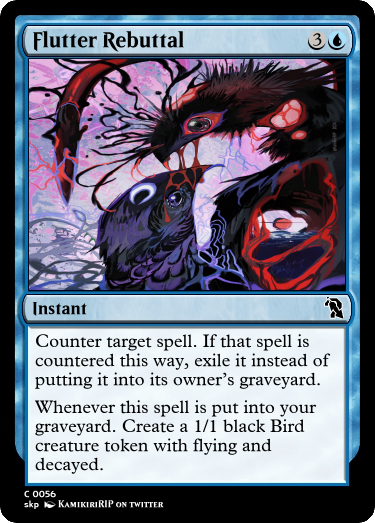 Flutter Rebuttal 3
Instant
Counter target spell. If that spell is
countered this way, exile it instead of
putting it into its owner's graveyard.
Whenever this spell is put into your
graveyard. Create a 1/1 black Bird
creature token with flying and
decayed.
C 0056
skp KamikiriRIP on twitter